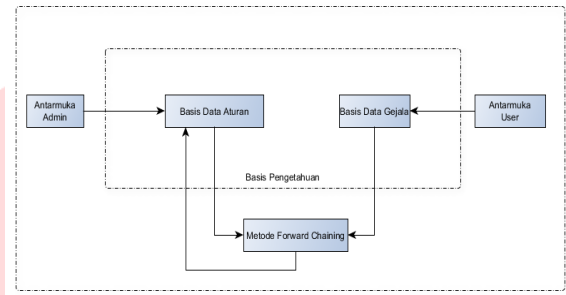 Antarmuka
Admin
Basis Data Aturan
Basis Data Gejala
Antarmuka
User
Basis Pengetahuan
Metode Forward Chaining